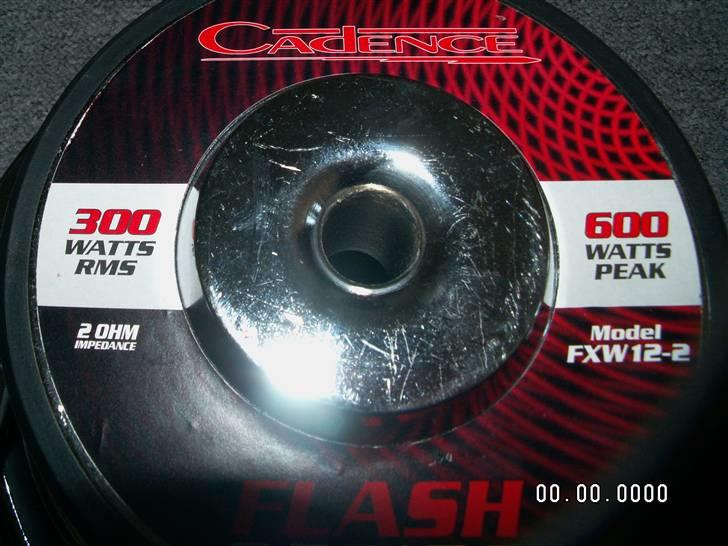 CADENCE
300
WATTS
RMS
600
WATTS
PEAK
2 OHM
IMPEDANCE
Model
FXW12-2
FLASH
00.00.0000